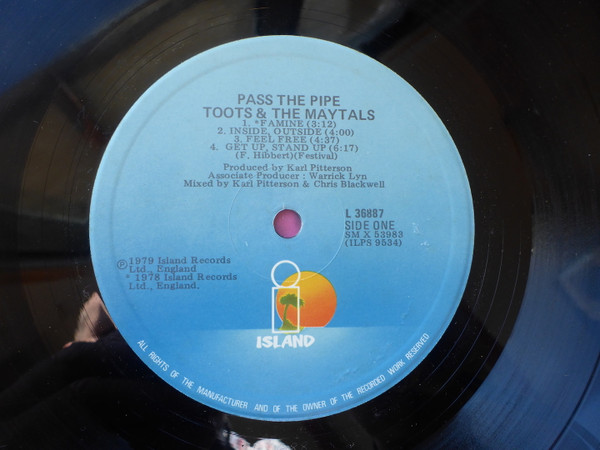 PASS THE PIPE
TOOTS & THE MAYTALS
1. *FAMINE (3:12)
2. INSIDE, OUTSIDE (4:00)
3. FEEL FREE (4:37)
4. GET UP, STAND UP (6:17)
(F. Hibbert)(Festival)
Produced by Karl Pitterson
Associate Producer : Warrick Lyn
Mixed by Karl Pitterson & Chris Blackwell
L 36887
SIDE ONE
SM X 53983
(ILPS 9534)
Ⓟ1979 Island Records
Ltd., England
* 1978 Island Records
Ltd., England.
ISLAND
ALL RIGHTS OF THE MANUFACTURER AND OF THE OWNER OF THE RECORDED WORK RESERVED